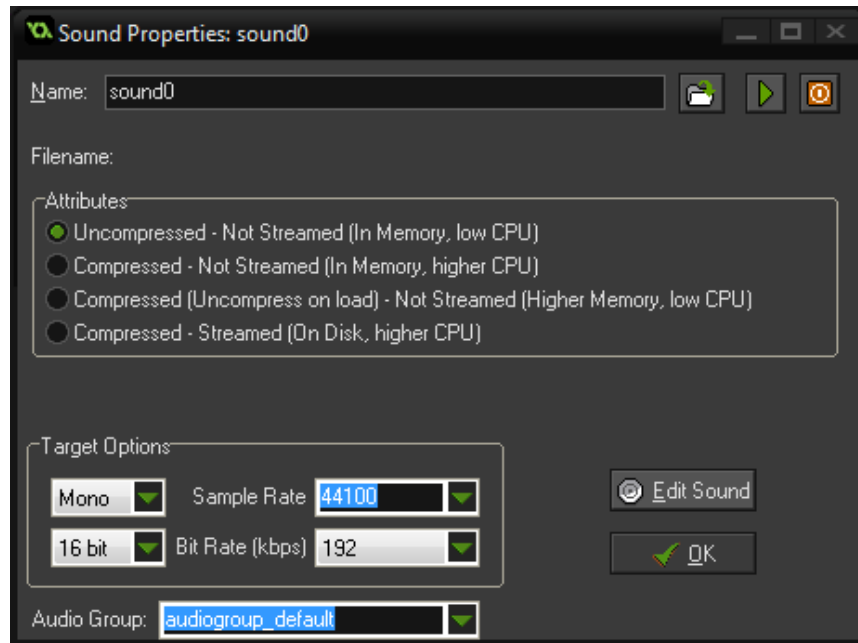 Sound Properties: sound0
Name: sound0
Filename:
Attributes
Uncompressed - Not Streamed (In Memory, low CPU)
Compressed - Not Streamed (In Memory, higher CPU)
Compressed (Uncompress on load) - Not Streamed (Higher Memory, low CPU)
Compressed - Streamed (On Disk, higher CPU)
Target Options
Mono Sample Rate 44100
16 bit Bit Rate (kbps) 192
Edit Sound
OK
Audio Group: audiogroup_default